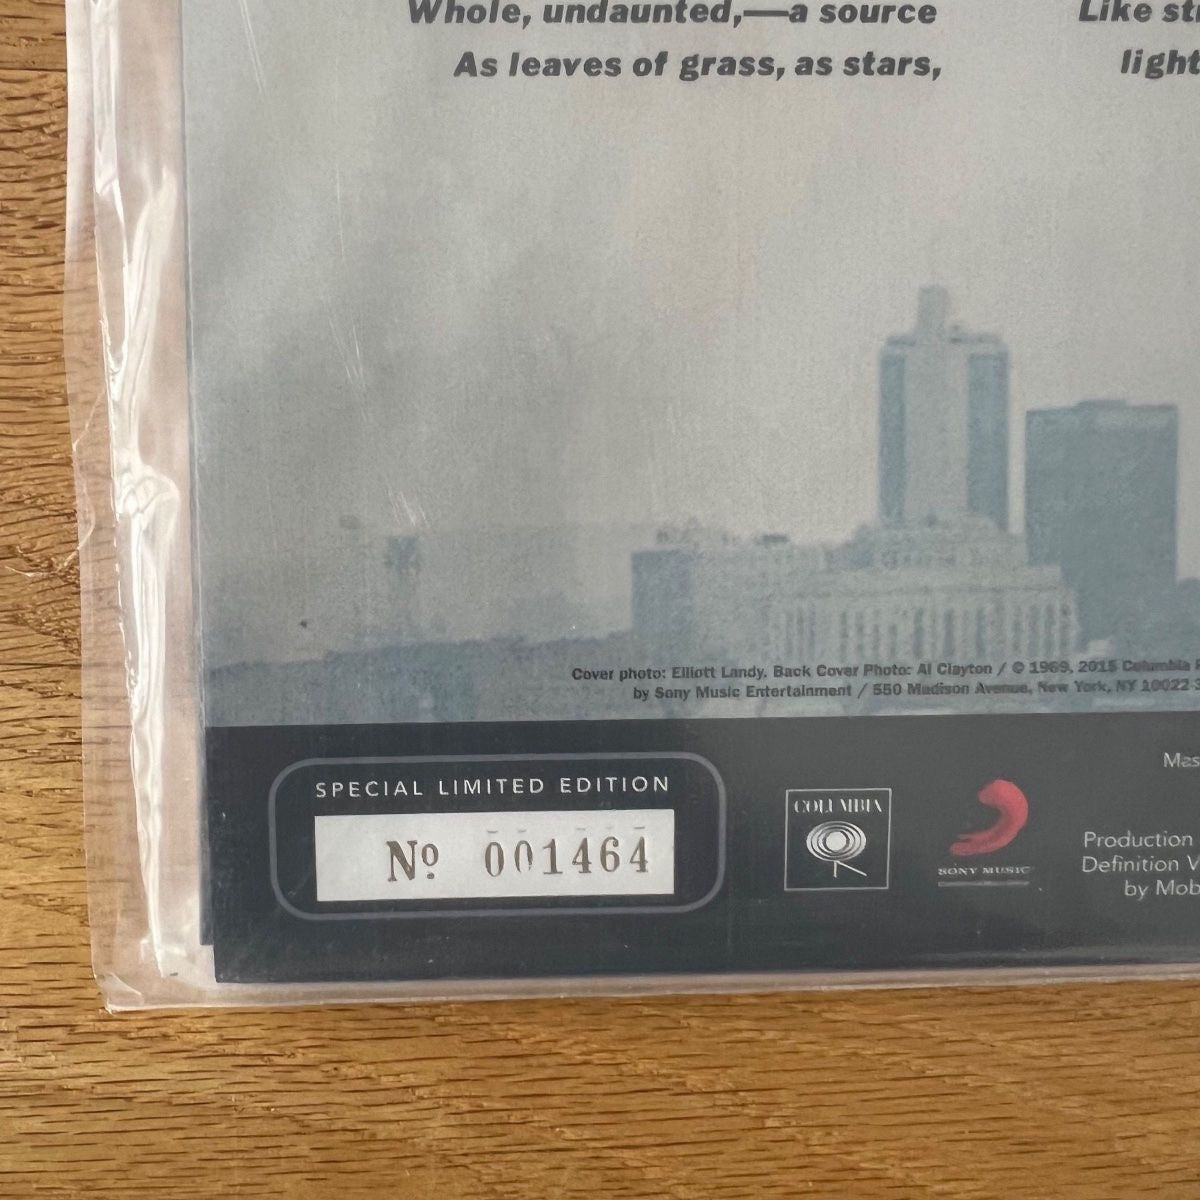 Whole, undaunted,—a source
As leaves of grass, as stars,
Like
light
Cover photo: Elliott Landy. Back Cover Photo: Al Clayton / © 1969, 2015 Columbia
by Sony Music Entertainment / 550 Madison Avenue, New York, NY 10022
SPECIAL LIMITED EDITION
Nº 001464
COLUMBIA
SONY MUSIC
Production
Definition
by